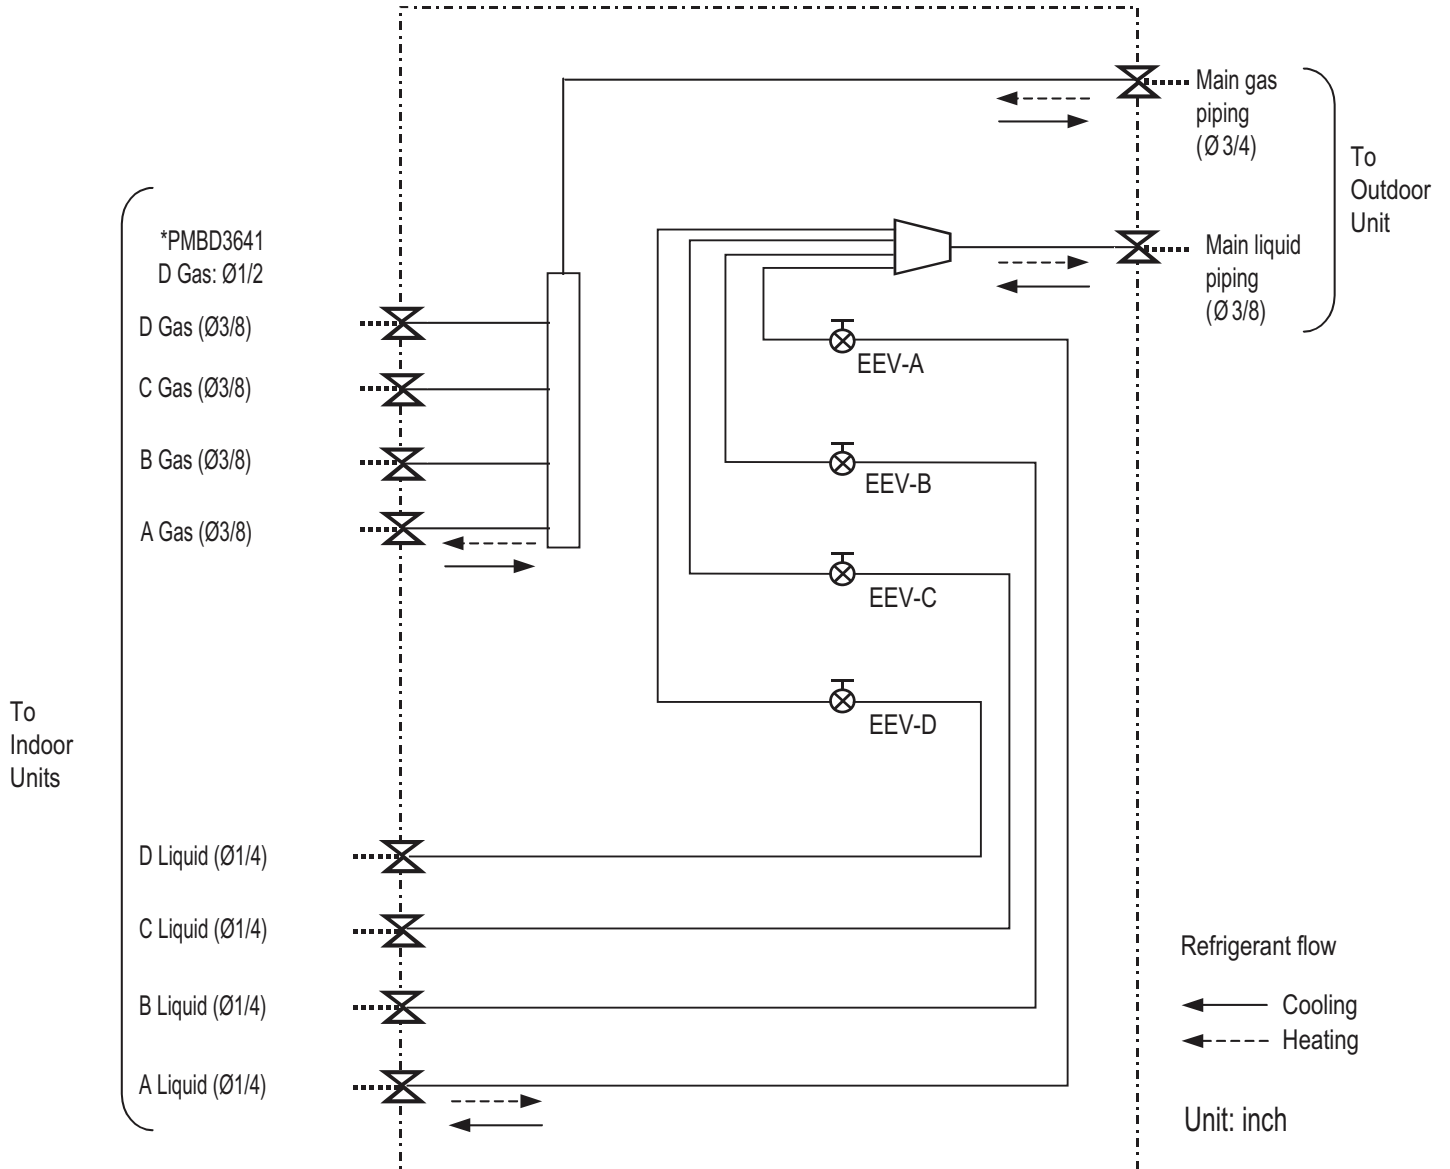 Main gas
piping
(Ø 3/4)
To
Outdoor
Unit
Main liquid
piping
(Ø 3/8)
*PMBD3641
D Gas: Ø1/2
D Gas (Ø3/8)
C Gas (Ø3/8)
B Gas (Ø3/8)
A Gas (Ø3/8)
EEV-A
EEV-B
EEV-C
EEV-D
To
Indoor
Units
D Liquid (Ø1/4)
C Liquid (Ø1/4)
B Liquid (Ø1/4)
A Liquid (Ø1/4)
Refrigerant flow
Cooling
Heating
Unit: inch